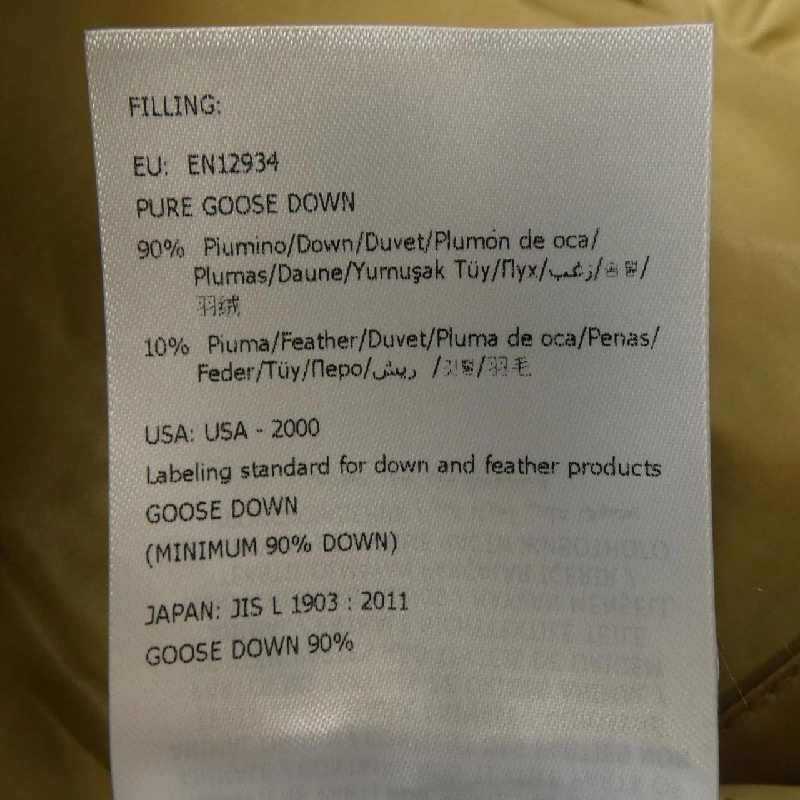 FILLING:
EU: EN12934
PURE GOOSE DOWN
90% Piumino/Down/Duvet/Plumón de oca/
Plumas/Daune/Yumuşak Tüy/Пух/زغب/솜털/
羽绒
10% Piuma/Feather/Duvet/Pluma de oca/Penas/
Feder/Tüy/Перо/ريش /깃털/羽毛
USA: USA - 2000
Labeling standard for down and feather products
GOOSE DOWN
(MINIMUM 90% DOWN)
JAPAN: JIS L 1903 : 2011
GOOSE DOWN 90%